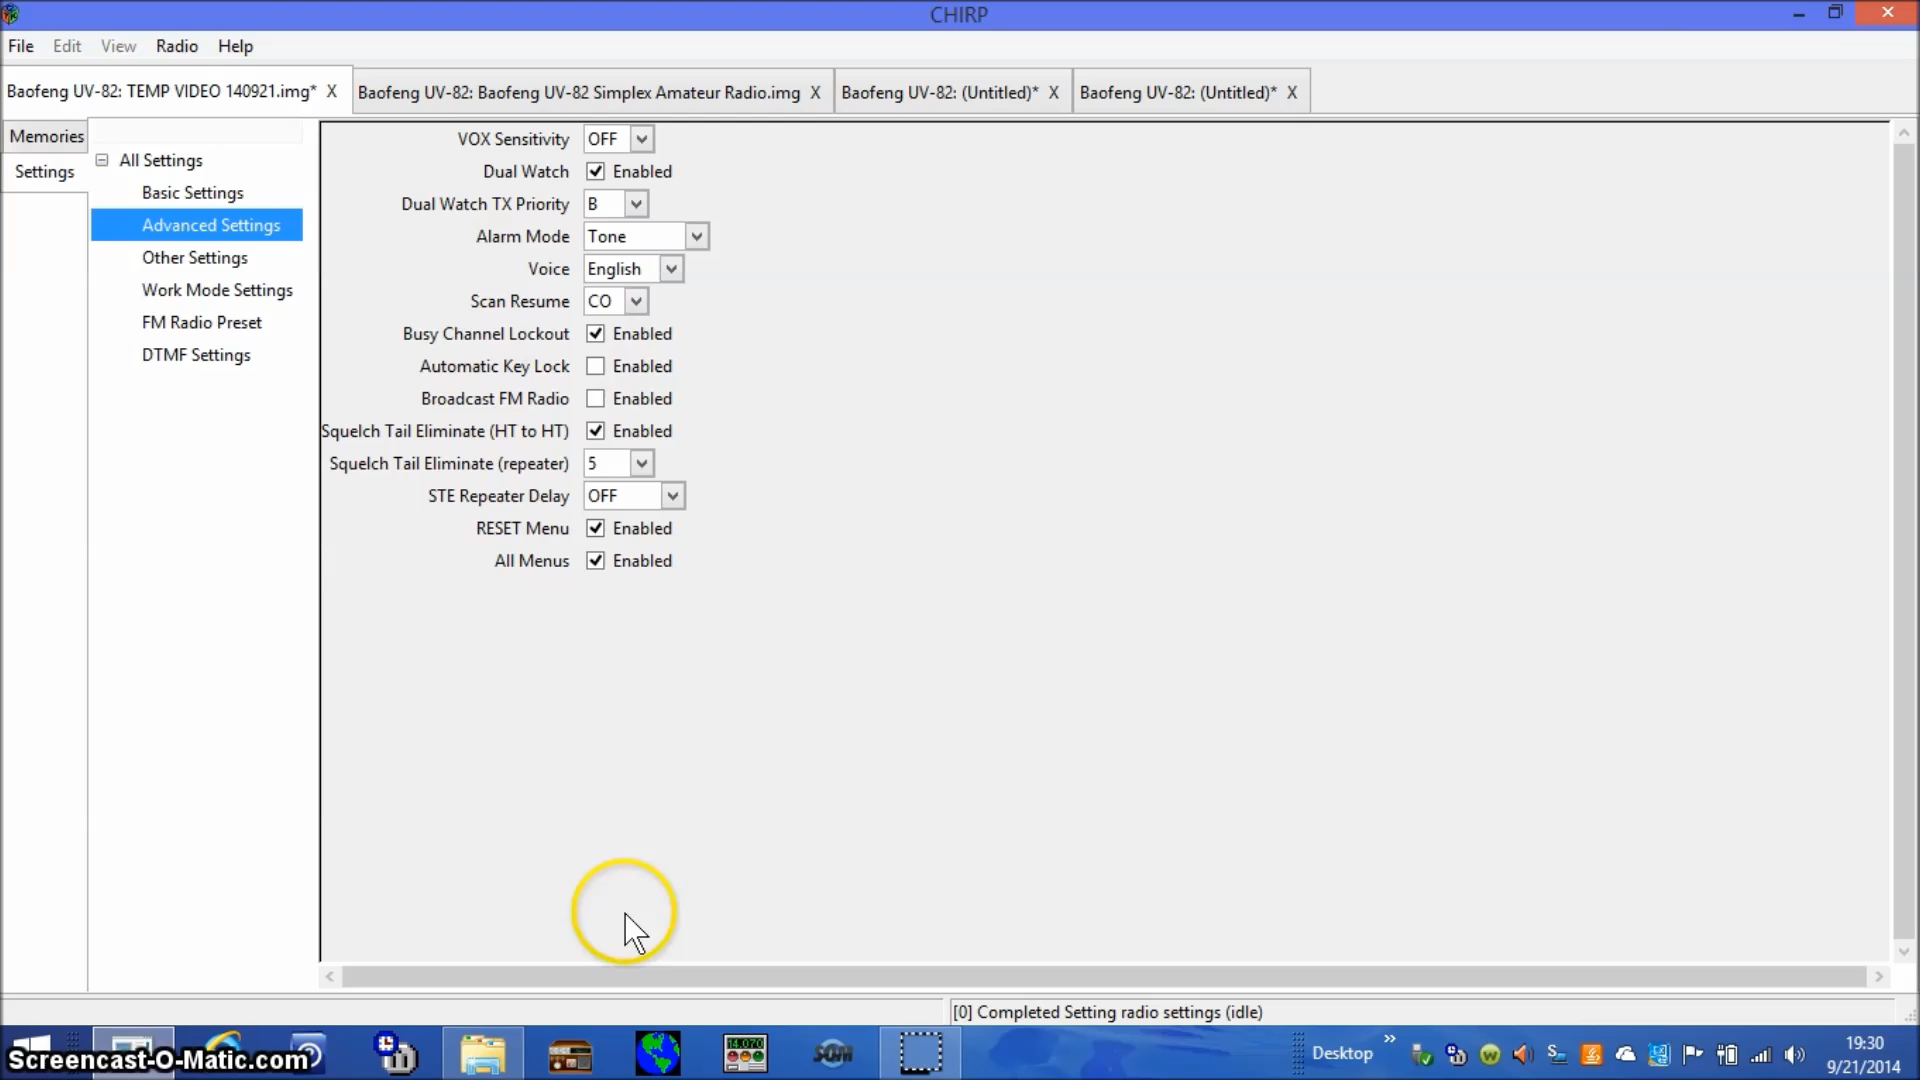 CHIRP
File Edit View Radio Help
Baofeng UV-82: TEMP VIDEO 140921.img* X Baofeng UV-82: Baofeng UV-82 Simplex Amateur Radio.img X Baofeng UV-82: (Untitled)* X Baofeng UV-82: (Untitled)* X
Memories
Settings
All Settings
Basic Settings
Advanced Settings
Other Settings
Work Mode Settings
FM Radio Preset
DTMF Settings
VOX Sensitivity OFF
Dual Watch Enabled
Dual Watch TX Priority B
Alarm Mode Tone
Voice English
Scan Resume CO
Busy Channel Lockout Enabled
Automatic Key Lock Enabled
Broadcast FM Radio Enabled
Squelch Tail Eliminate (HT to HT) Enabled
Squelch Tail Eliminate (repeater) 5
STE Repeater Delay OFF
RESET Menu Enabled
All Menus Enabled
[0] Completed Setting radio settings (idle)
Screencast-O-Matic.com
14.070
SQM
Desktop
19:30
9/21/2014